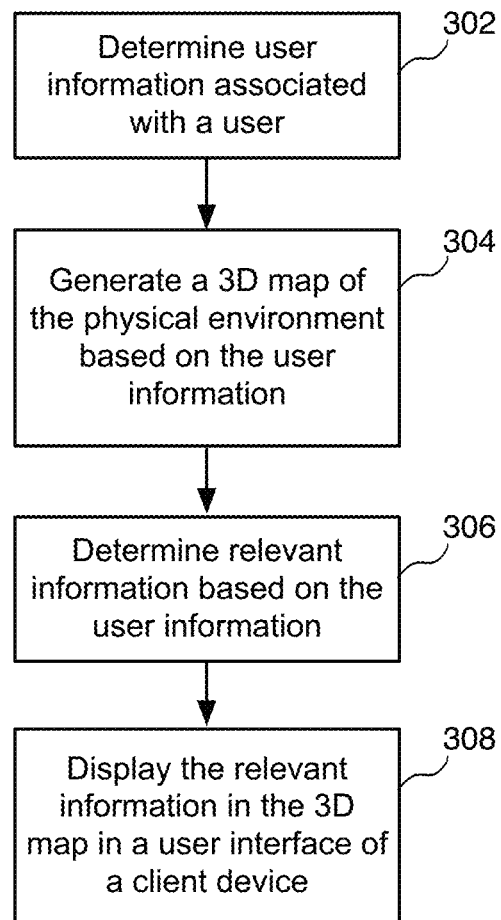 302
Determine user
information associated
with a user
304
Generate a 3D map of
the physical environment
based on the user
information
306
Determine relevant
information based on the
user information
308
Display the relevant
information in the 3D
map in a user interface of
a client device